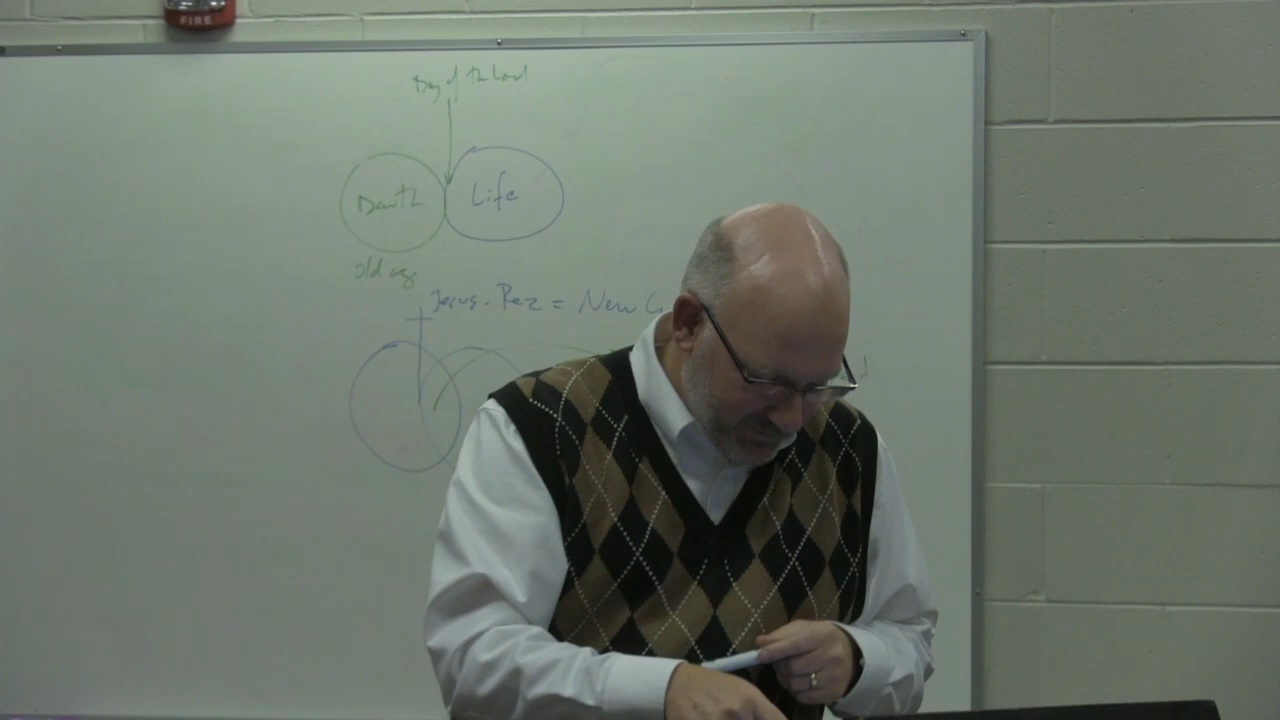 FIRE
Day of the Lord
Death Life
old age
Jesus - Rez = New